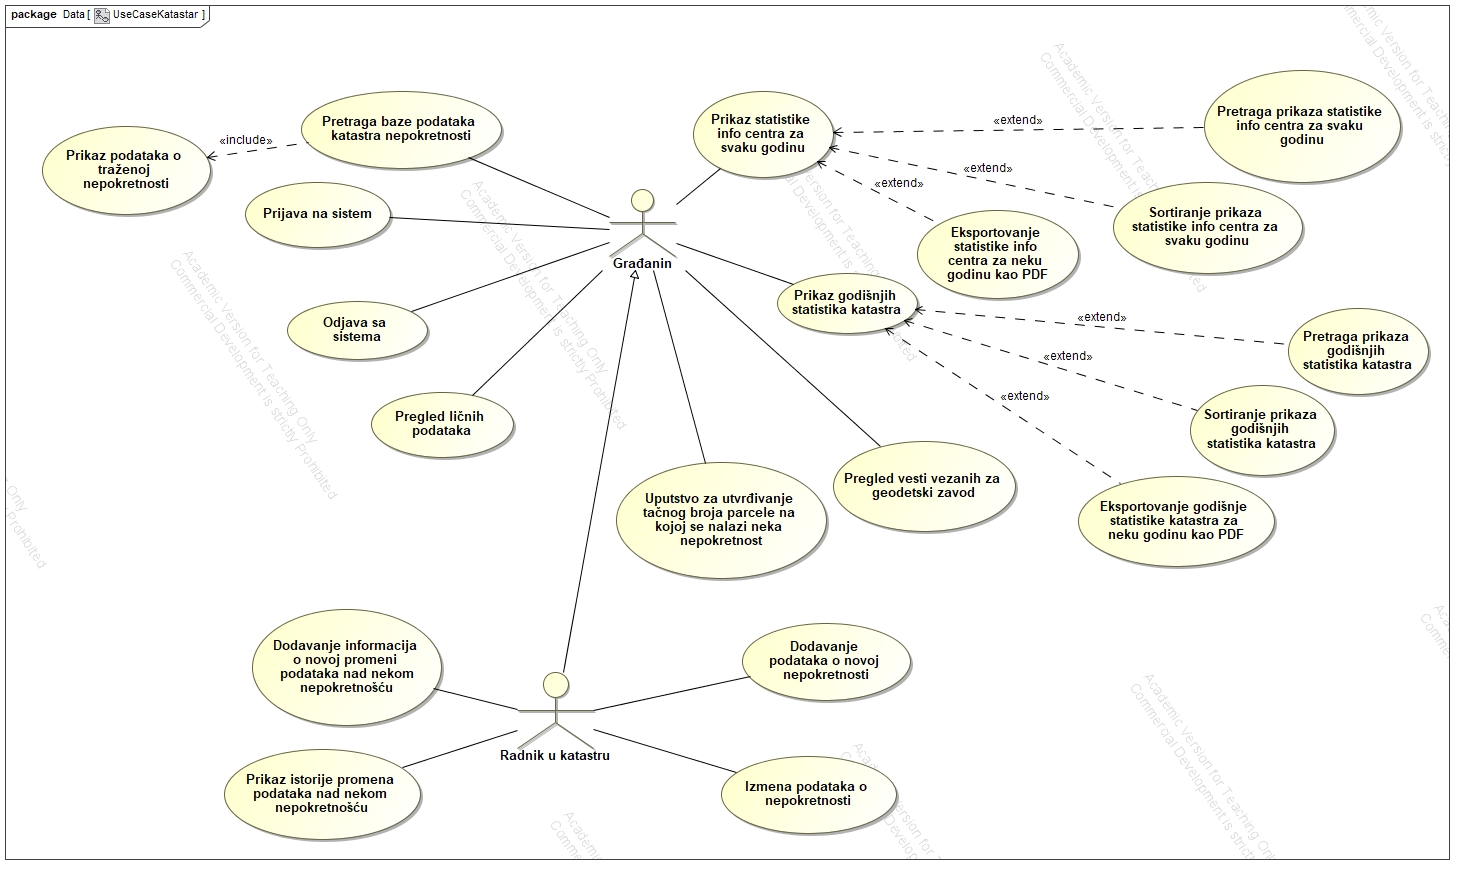 package Data [ UseCaseKatastar ]
Pretraga baze podataka
katastra nepokretnosti
«include»
Prikaz podataka o
traženoj
nepokretnosti
Prijava na sistem
Odjava sa
sistema
Pregled ličnih
podataka
Građanin
Prikaz statistike
info centra za
svaku godinu
«extend»
Pretraga prikaza statistike
info centra za svaku
godinu
«extend»
Sortiranje prikaza
statistike info centra za
svaku godinu
«extend»
Eksportovanje
statistike info
centra za neku
godinu kao PDF
Prikaz godišnjih
statistika katastra
«extend»
Pretraga prikaza
godišnjih
statistika katastra
«extend»
Sortiranje prikaza
godišnjih
statistika katastra
«extend»
Eksportovanje godišnje
statistike katastra za
neku godinu kao PDF
Pregled vesti vezanih za
geodetski zavod
Uputstvo za utvrđivanje
tačnog broja parcele na
kojoj se nalazi neka
nepokretnost
Dodavanje informacija
o novoj promeni
podataka nad nekom
nepokretnošću
Dodavanje
podataka o novoj
nepokretnosti
Radnik u katastru
Prikaz istorije promena
podataka nad nekom
nepokretnošću
Izmena podataka o
nepokretnosti
Academic Version for Teaching Only
Commercial Development is strictly Prohibited